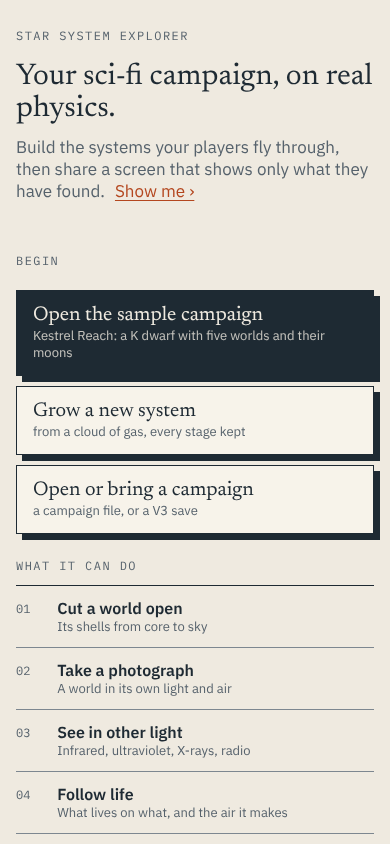 STAR SYSTEM EXPLORER
Your sci-fi campaign, on real
physics.
Build the systems your players fly through,
then share a screen that shows only what they
have found. Show me ›
BEGIN
Open the sample campaign
Kestrel Reach: a K dwarf with five worlds and their
moons
Grow a new system
from a cloud of gas, every stage kept
Open or bring a campaign
a campaign file, or a V3 save
WHAT IT CAN DO
01 Cut a world open
Its shells from core to sky
02 Take a photograph
A world in its own light and air
03 See in other light
Infrared, ultraviolet, X-rays, radio
04 Follow life
What lives on what, and the air it makes